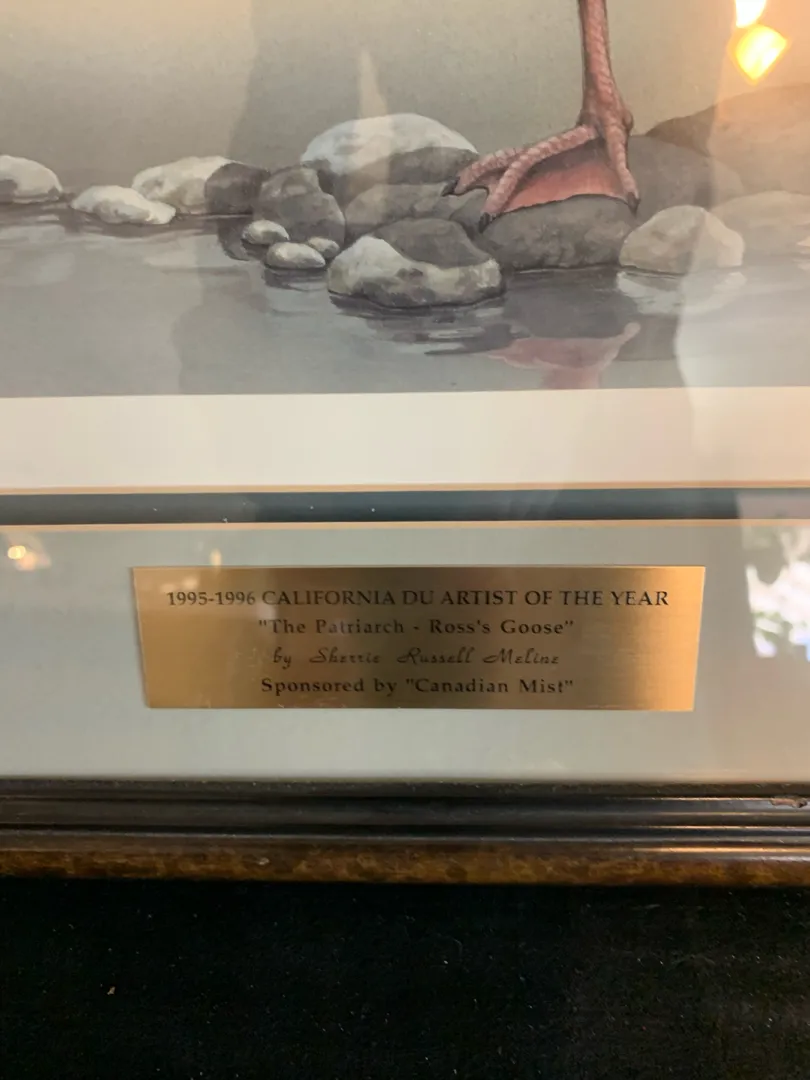 1995-1996 CALIFORNIA DU ARTIST OF THE YEAR
"The Patriarch - Ross's Goose"
by Sherrie Russell Meline
Sponsored by "Canadian Mist"